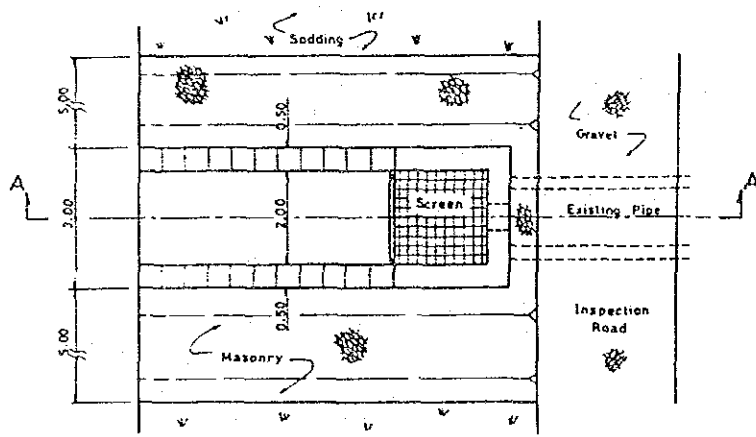 Sodding
5.00
0.50
Gravel
A
A
3.00
2.00
Screen
Existing Pipe
0.50
5.00
Inspection
Road
Masonry